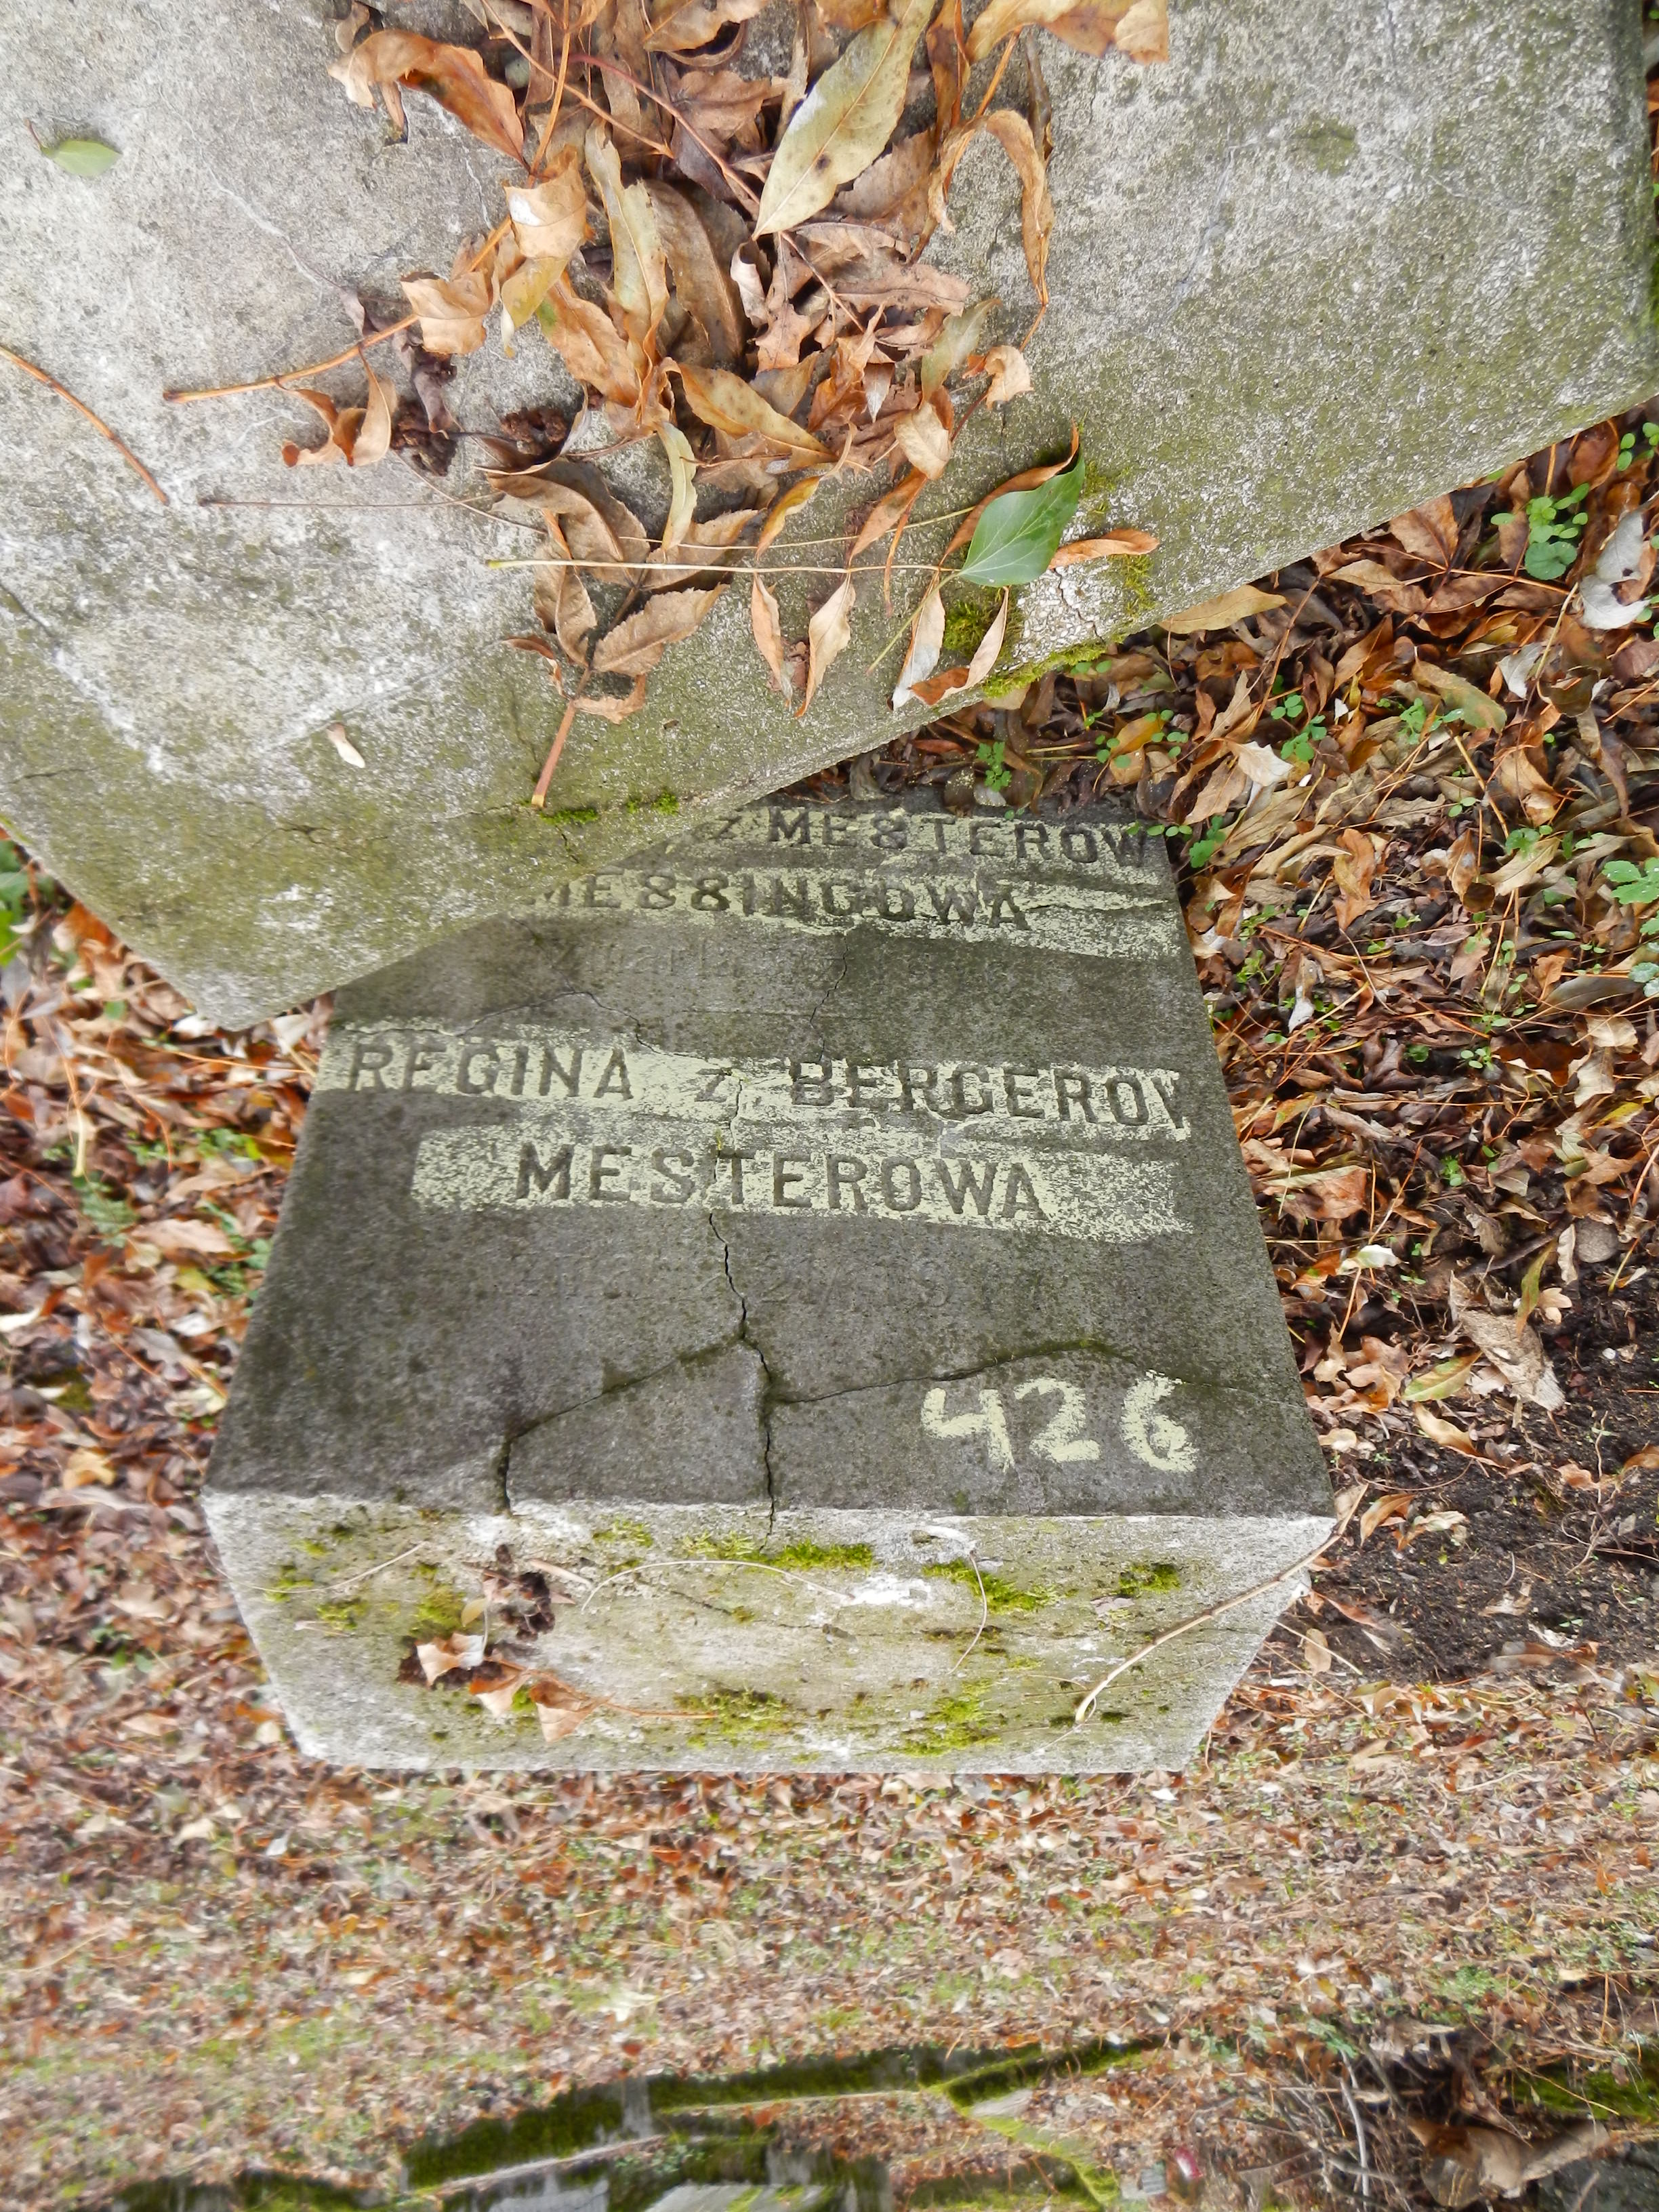 z MESTEROW
MESSINGOWA
REGINA z BERGEROW
MESTEROWA
426